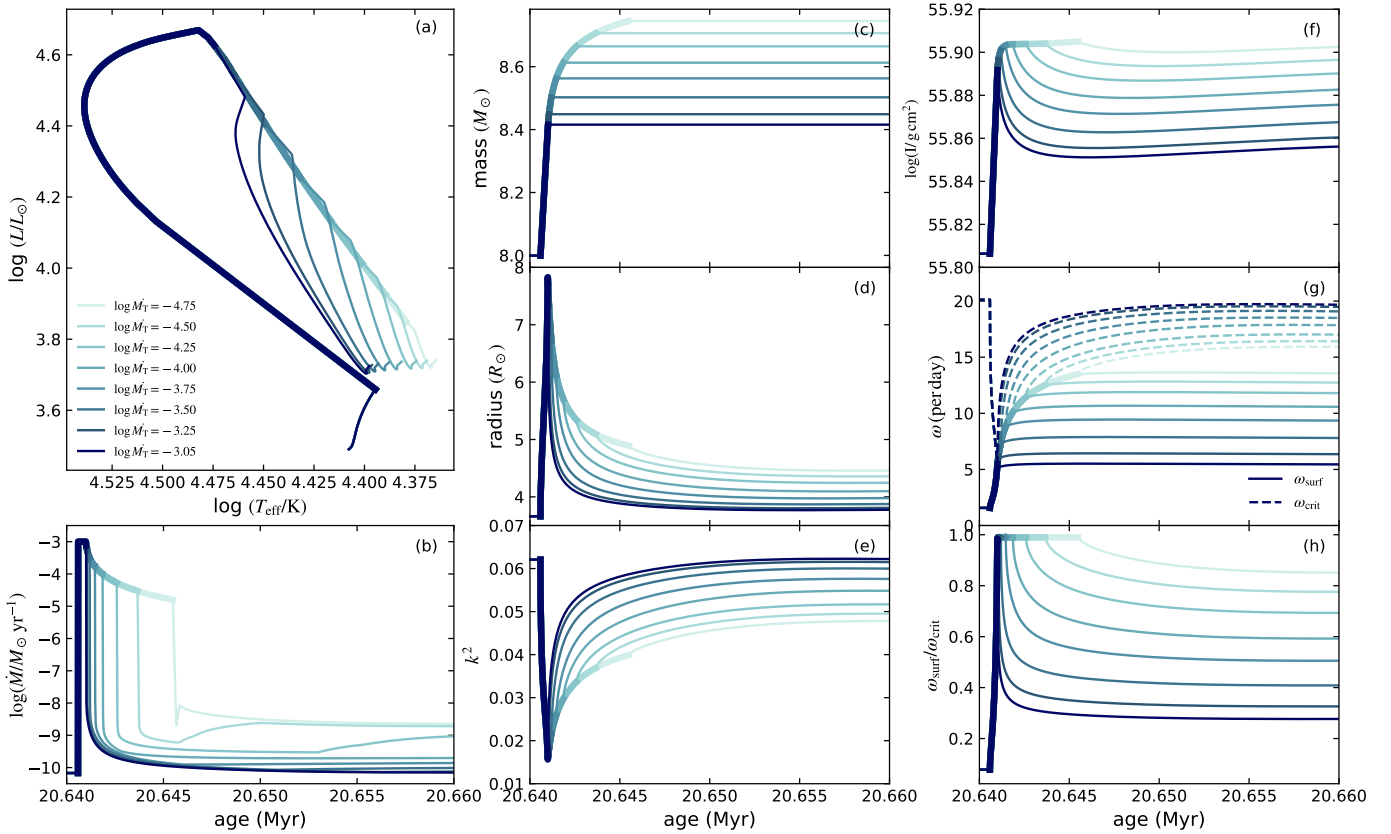 (a)
log (L/L⊙)
4.6
4.4
4.2
4.0
3.8
3.6
log Ṁ_T = −4.75
log Ṁ_T = −4.50
log Ṁ_T = −4.25
log Ṁ_T = −4.00
log Ṁ_T = −3.75
log Ṁ_T = −3.50
log Ṁ_T = −3.25
log Ṁ_T = −3.05
4.525 4.500 4.475 4.450 4.425 4.400 4.375
log (T_eff/K)
(b)
log(Ṁ/M⊙ yr⁻¹)
−3
−4
−5
−6
−7
−8
−9
−10
20.640 20.645 20.650 20.655 20.660
age (Myr)
(c)
mass (M⊙)
8.6
8.4
8.2
8.0
(d)
radius (R⊙)
8
7
6
5
4
(e)
k²
0.07
0.06
0.05
0.04
0.03
0.02
0.01
20.640 20.645 20.650 20.655 20.660
age (Myr)
(f)
log(I/g cm²)
55.92
55.90
55.88
55.86
55.84
55.82
55.80
(g)
ω (per day)
20
15
10
5
0
ω_surf
ω_crit
(h)
ω_surf/ω_crit
1.0
0.8
0.6
0.4
0.2
20.640 20.645 20.650 20.655 20.660
age (Myr)